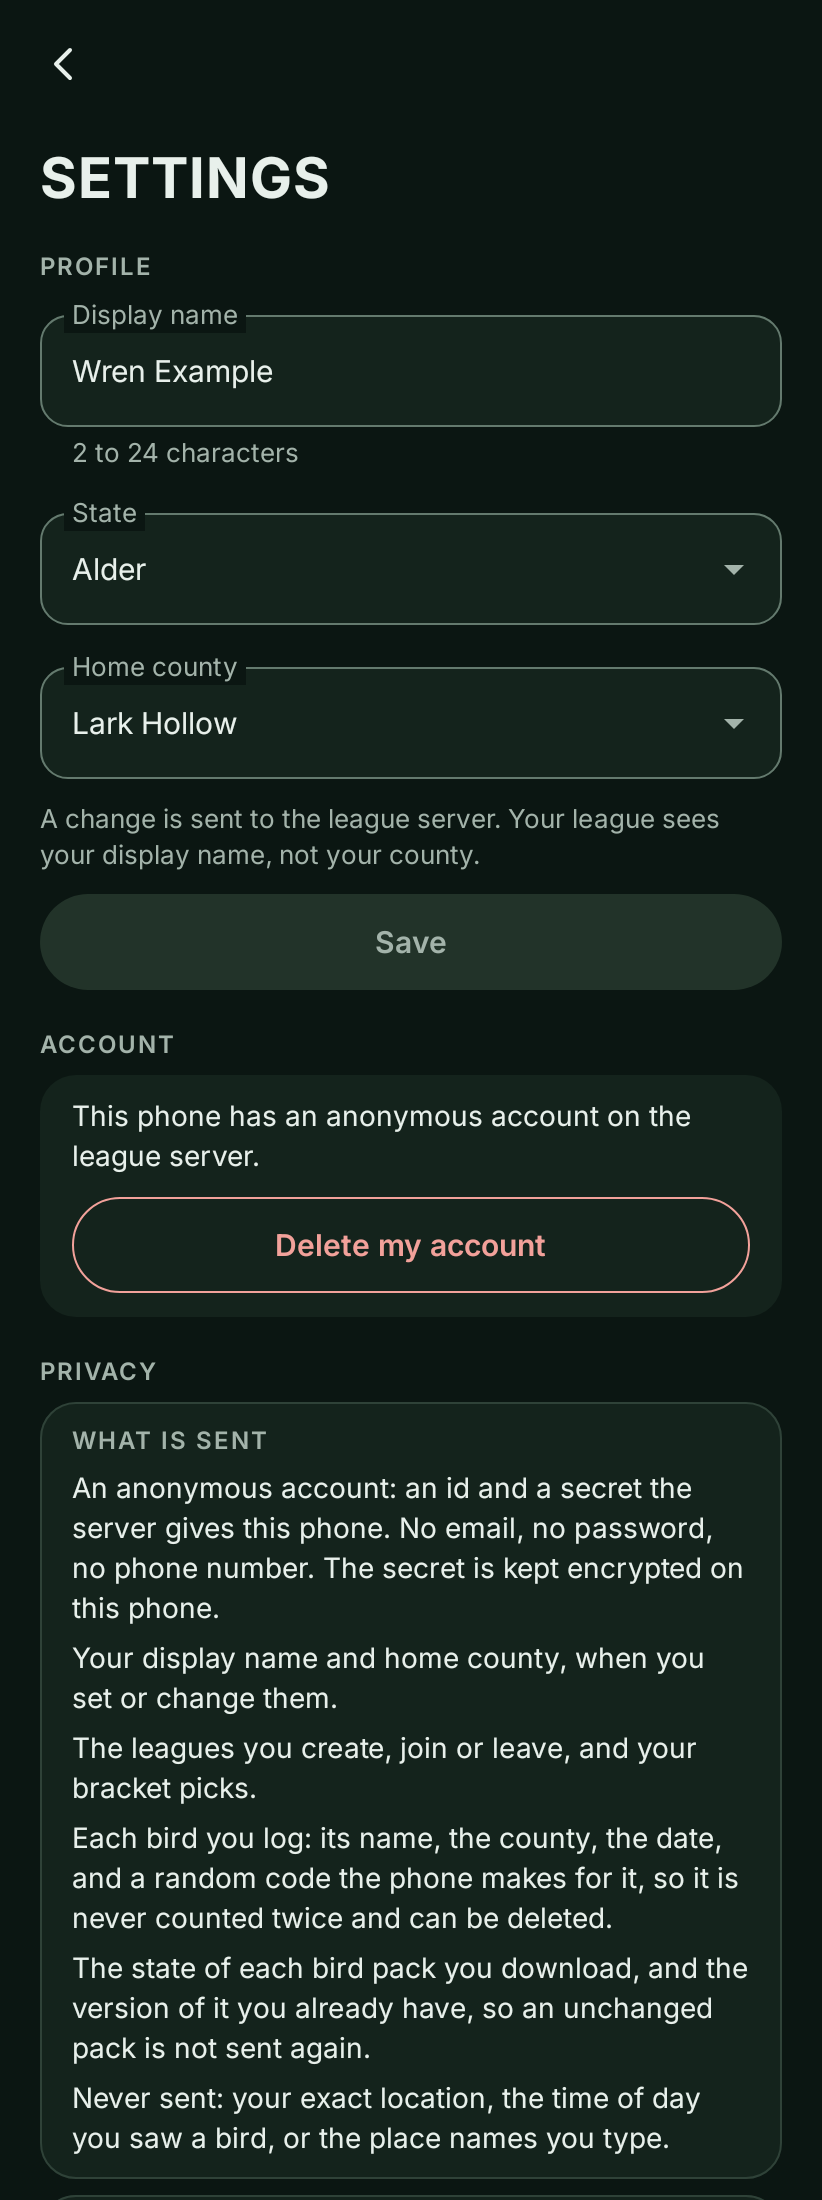 SETTINGS
PROFILE
Display name
Wren Example
2 to 24 characters
State
Alder
Home county
Lark Hollow
A change is sent to the league server. Your league sees
your display name, not your county.
Save
ACCOUNT
This phone has an anonymous account on the
league server.
Delete my account
PRIVACY
WHAT IS SENT
An anonymous account: an id and a secret the
server gives this phone. No email, no password,
no phone number. The secret is kept encrypted on
this phone.
Your display name and home county, when you
set or change them.
The leagues you create, join or leave, and your
bracket picks.
Each bird you log: its name, the county, the date,
and a random code the phone makes for it, so it is
never counted twice and can be deleted.
The state of each bird pack you download, and the
version of it you already have, so an unchanged
pack is not sent again.
Never sent: your exact location, the time of day
you saw a bird, or the place names you type.